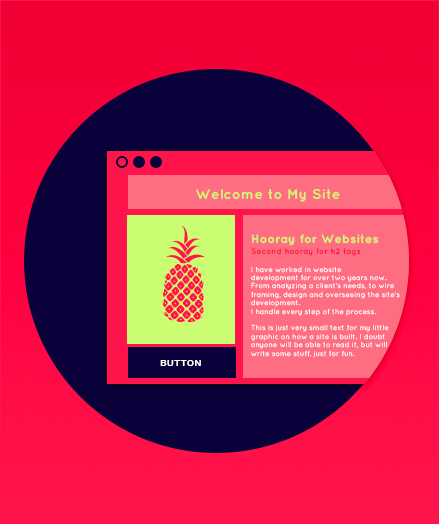 Welcome to My Site
Hooray for Websites
Second hooray for h2 tags
I have worked in website
development for over two years now.
From analyzing a client's needs, to wire
framing, design and overseeing the site's
development.
I handle every step of the process.
This is just very small text for my little
graphic on how a site is built. I doubt
anyone will be able to read it, but will
write some stuff, just for fun.
BUTTON